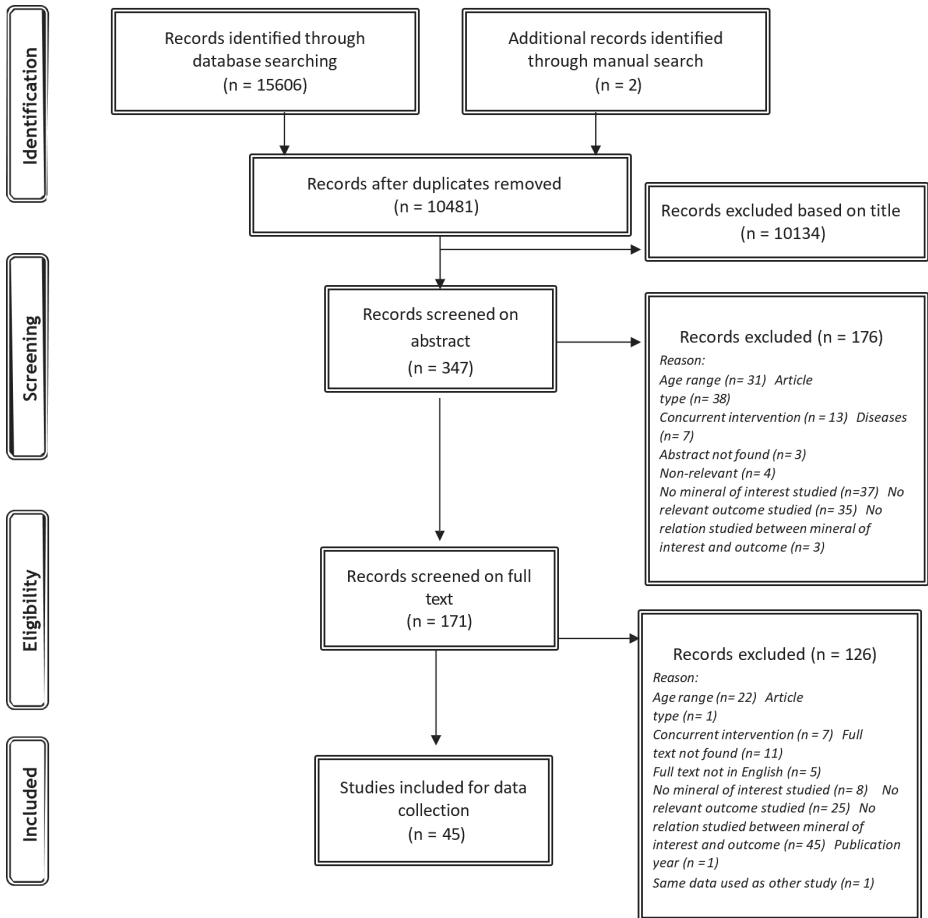 Identification
Records identified through
database searching
(n = 15606)
Additional records identified
through manual search
(n = 2)
Records after duplicates removed
(n = 10481)
Records excluded based on title
(n = 10134)
Screening
Records screened on
abstract
(n = 347)
Records excluded (n = 176)
Reason:
Age range (n= 31) Article
type (n= 38)
Concurrent intervention (n = 13) Diseases
(n= 7)
Abstract not found (n= 3)
Non-relevant (n= 4)
No mineral of interest studied (n=37) No
relevant outcome studied (n= 35) No
relation studied between mineral of
interest and outcome (n= 3)
Eligibility
Records screened on full
text
(n = 171)
Records excluded (n = 126)
Reason:
Age range (n= 22) Article
type (n= 1)
Concurrent intervention (n = 7) Full
text not found (n= 11)
Full text not in English (n= 5)
No mineral of interest studied (n= 8) No
relevant outcome studied (n= 25) No
relation studied between mineral of
interest and outcome (n= 45) Publication
year (n =1)
Same data used as other study (n= 1)
Included
Studies included for data
collection
(n = 45)